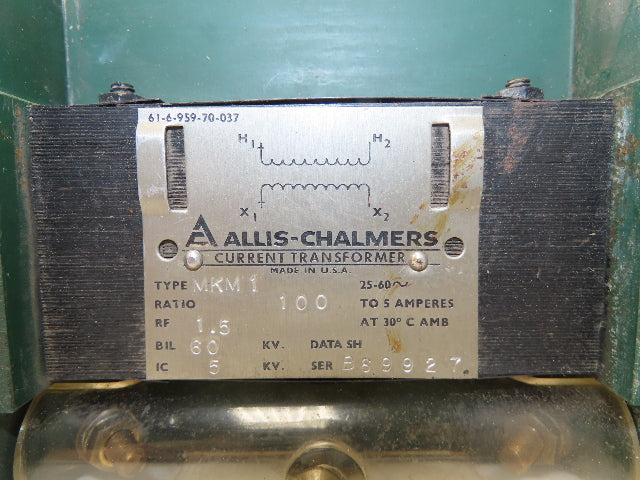 61-6-959-70-037
H1 H2
X1 X2
A ALLIS-CHALMERS
CURRENT TRANSFORMER
MADE IN U.S.A.
TYPE MKM1 25-60~
RATIO 100 TO 5 AMPERES
RF 1.5 AT 30° C AMB
BIL 60 KV. DATA SH
IC 5 KV. SER B69927